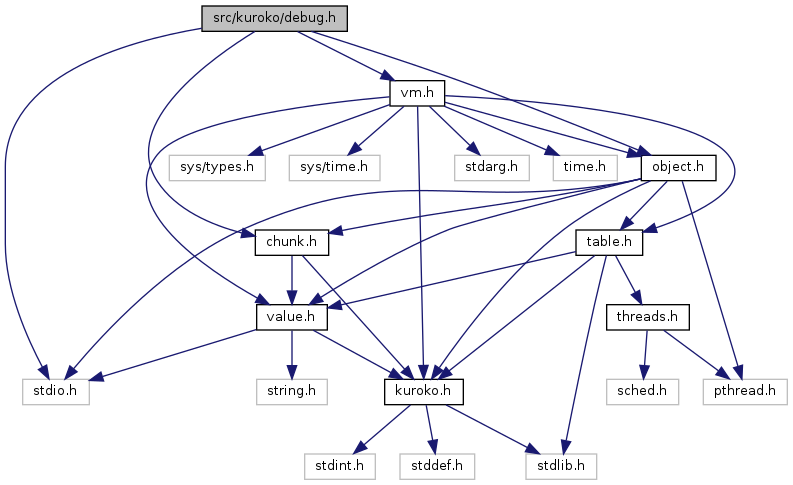 src/kuroko/debug.h
vm.h
sys/types.h
sys/time.h
stdarg.h
time.h
object.h
chunk.h
table.h
value.h
threads.h
stdio.h
string.h
kuroko.h
sched.h
pthread.h
stdint.h
stddef.h
stdlib.h